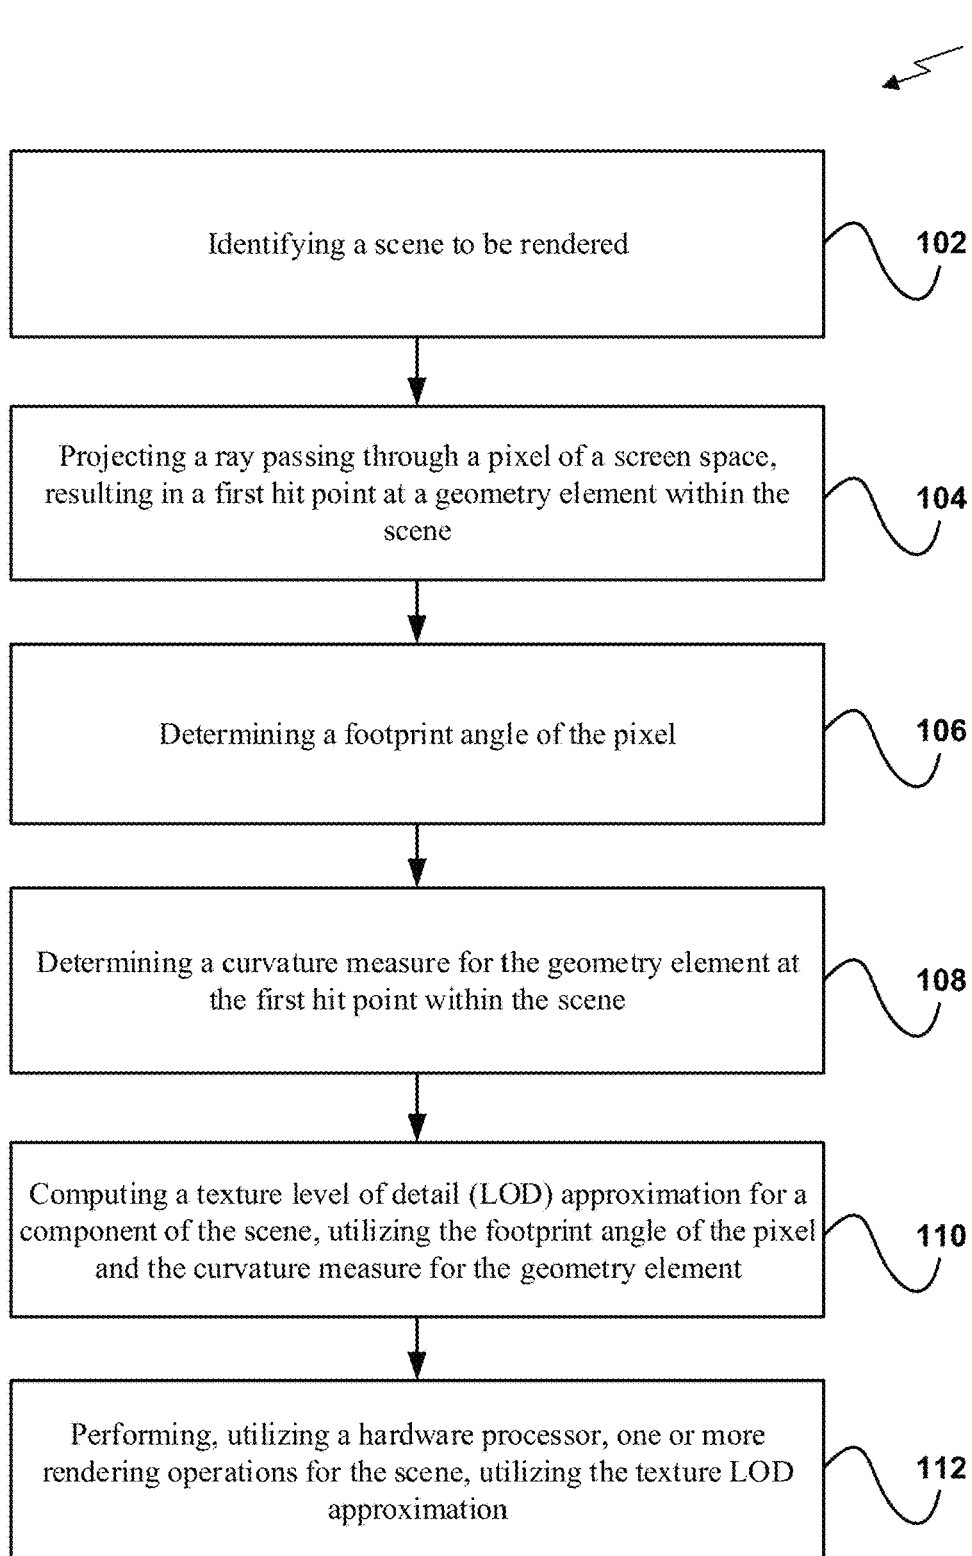 Identifying a scene to be rendered
102
Projecting a ray passing through a pixel of a screen space,
resulting in a first hit point at a geometry element within the
scene
104
Determining a footprint angle of the pixel
106
Determining a curvature measure for the geometry element at
the first hit point within the scene
108
Computing a texture level of detail (LOD) approximation for a
component of the scene, utilizing the footprint angle of the pixel
and the curvature measure for the geometry element
110
Performing, utilizing a hardware processor, one or more
rendering operations for the scene, utilizing the texture LOD
approximation
112